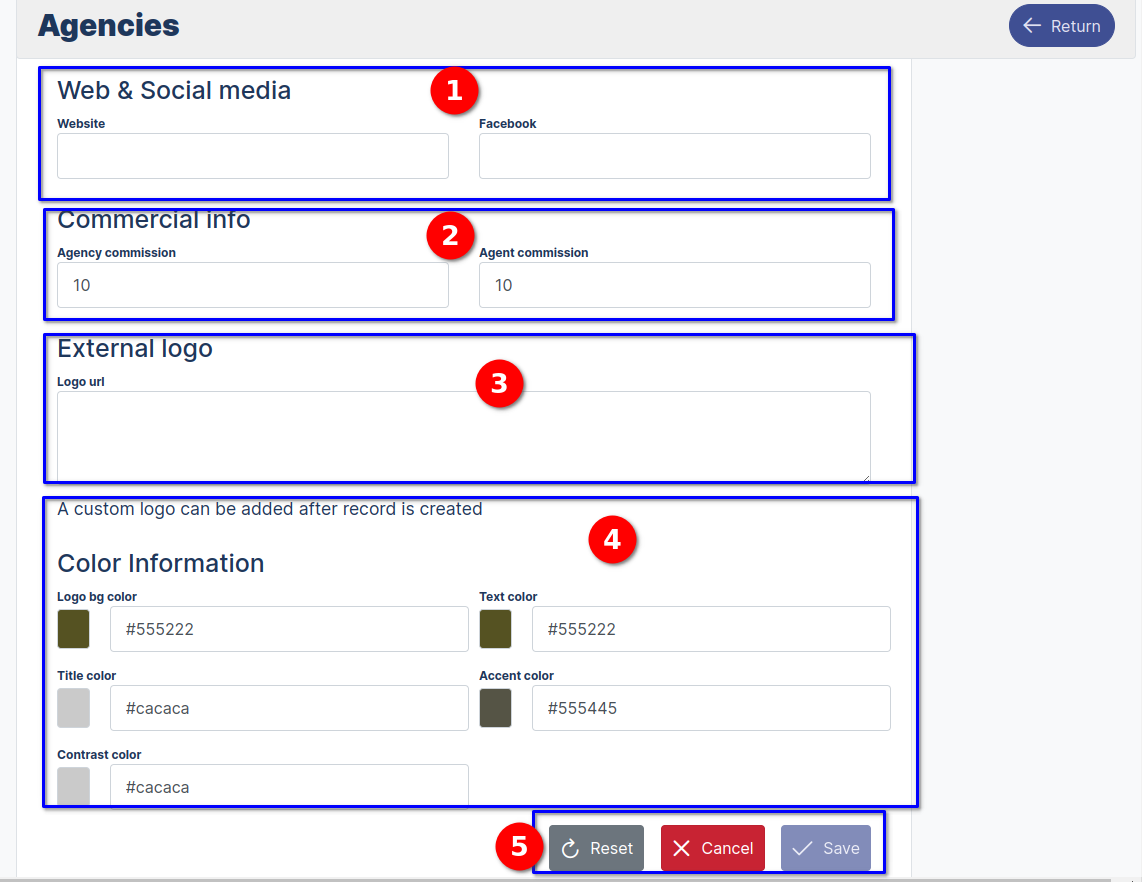 Agencies
Return
Web & Social media
1
Website
Facebook
Commercial info
2
Agency commission
Agent commission
10
10
External logo
3
Logo url
A custom logo can be added after record is created
4
Color Information
Logo bg color
Text color
#555222
#555222
Title color
Accent color
#cacaca
#555445
Contrast color
#cacaca
5
Reset
Cancel
Save